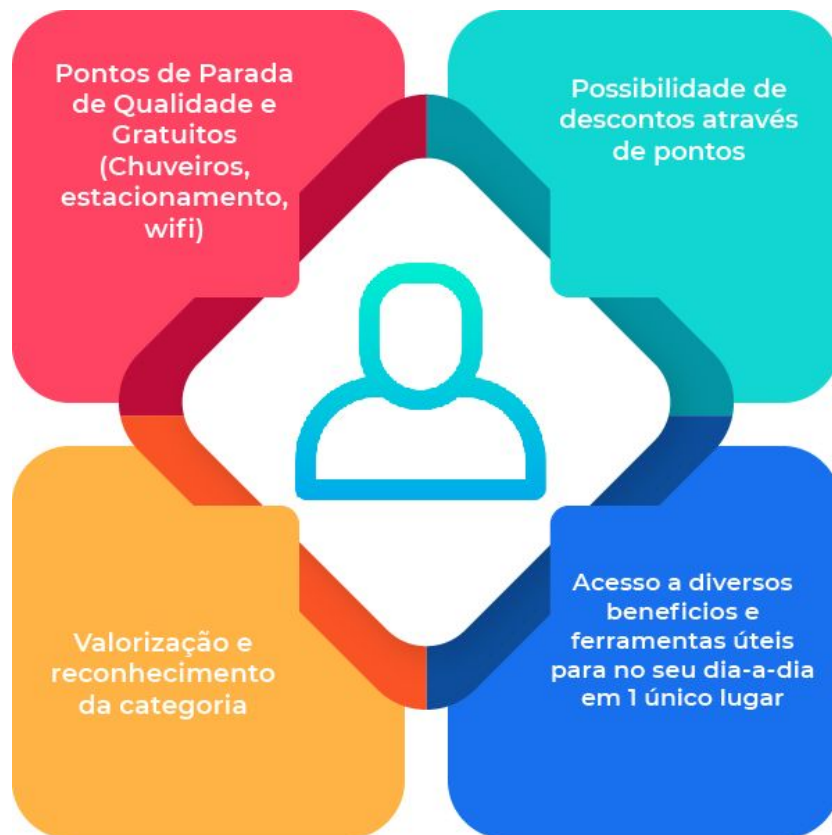 Pontos de Parada
de Qualidade e
Gratuitos
(Chuveiros,
estacionamento,
wifi)
Possibilidade de
descontos através
de pontos
Valorização e
reconhecimento
da categoria
Acesso a diversos
beneficios e
ferramentas úteis
para no seu dia-a-dia
em 1 único lugar